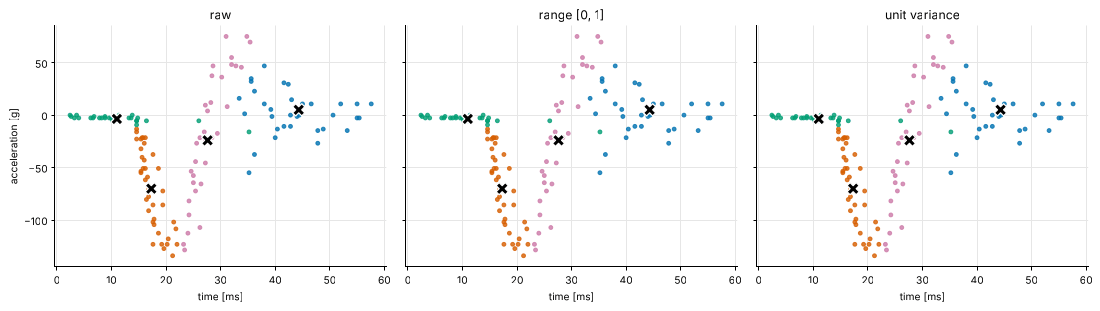 raw
range [0, 1]
unit variance
acceleration [g]
50
0
−50
−100
0 10 20 30 40 50 60
0 10 20 30 40 50 60
0 10 20 30 40 50 60
time [ms]
time [ms]
time [ms]